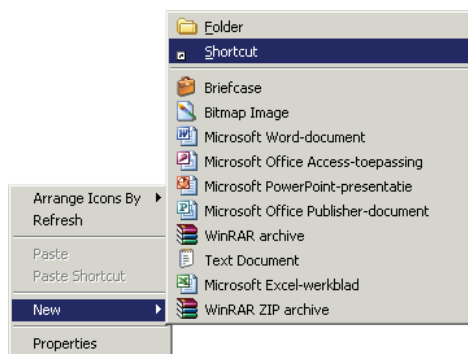 Folder
Shortcut
Briefcase
Bitmap Image
Microsoft Word-document
Microsoft Office Access-toepassing
Microsoft PowerPoint-presentatie
Microsoft Office Publisher-document
WinRAR archive
Text Document
Microsoft Excel-werkblad
WinRAR ZIP archive
Arrange Icons By
Refresh
Paste
Paste Shortcut
New
Properties